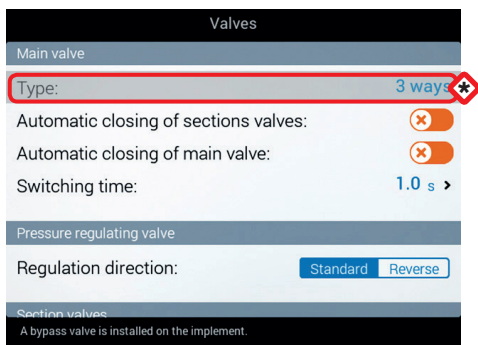 Valves
Main valve
Type: 3 ways *
Automatic closing of sections valves:
Automatic closing of main valve:
Switching time: 1.0 s >
Pressure regulating valve
Regulation direction: Standard Reverse
Section valves
A bypass valve is installed on the implement.